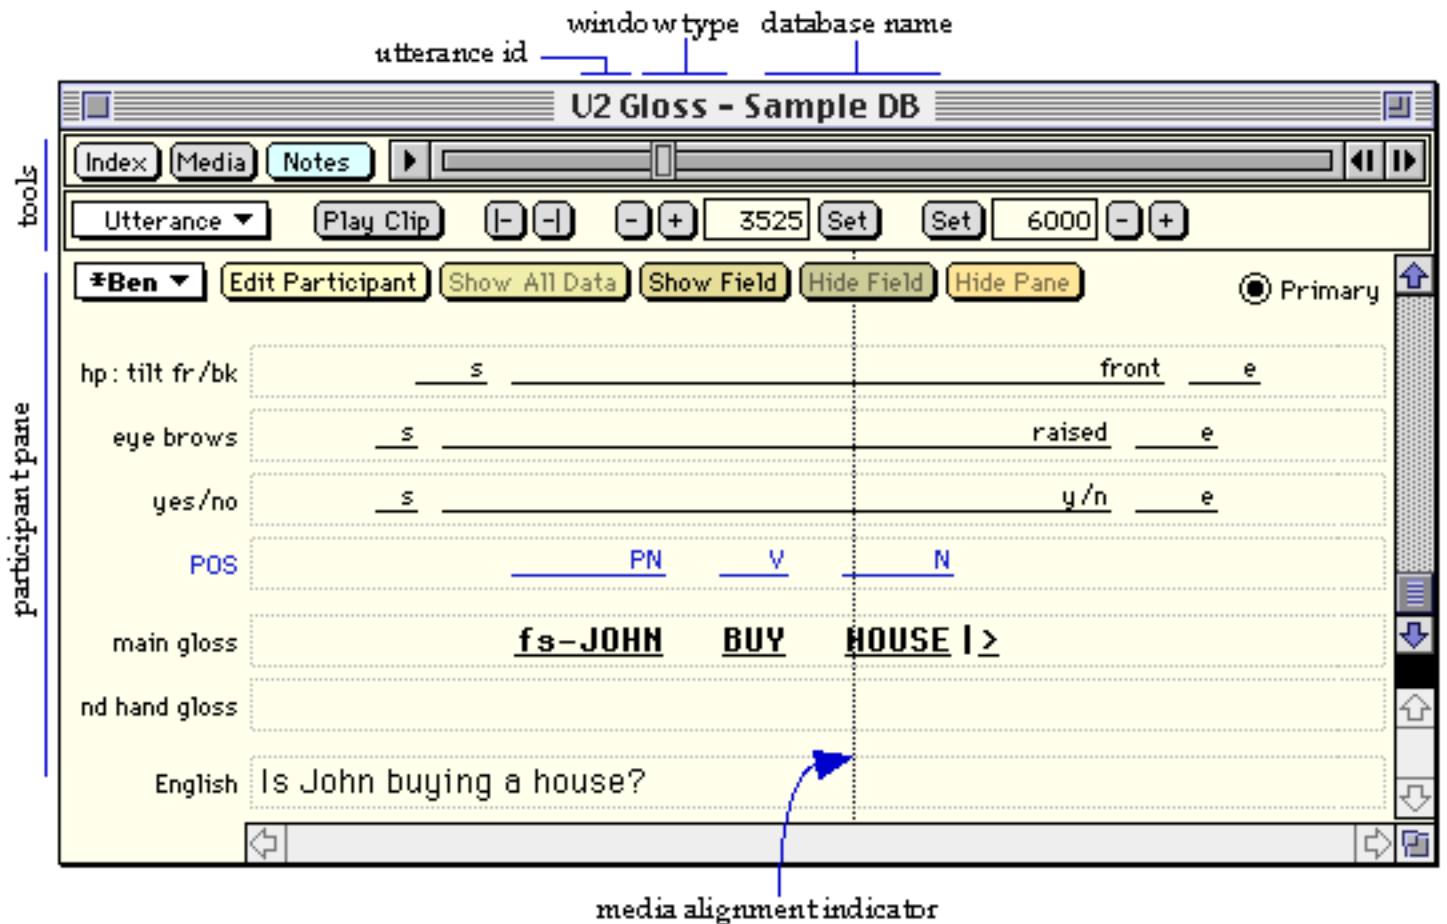 window type database name
utterance id
U2 Gloss - Sample DB
tools
Index Media Notes
Utterance Play Clip |- -| - + 3525 Set Set 6000 - +
participant pane
*Ben Edit Participant Show All Data Show Field Hide Field Hide Pane Primary
hp: tilt fr/bk s front e
eye brows s raised e
yes/no s y/n e
POS PN V N
main gloss fs-JOHN BUY HOUSE |>
nd hand gloss
English Is John buying a house?
media alignment indicator